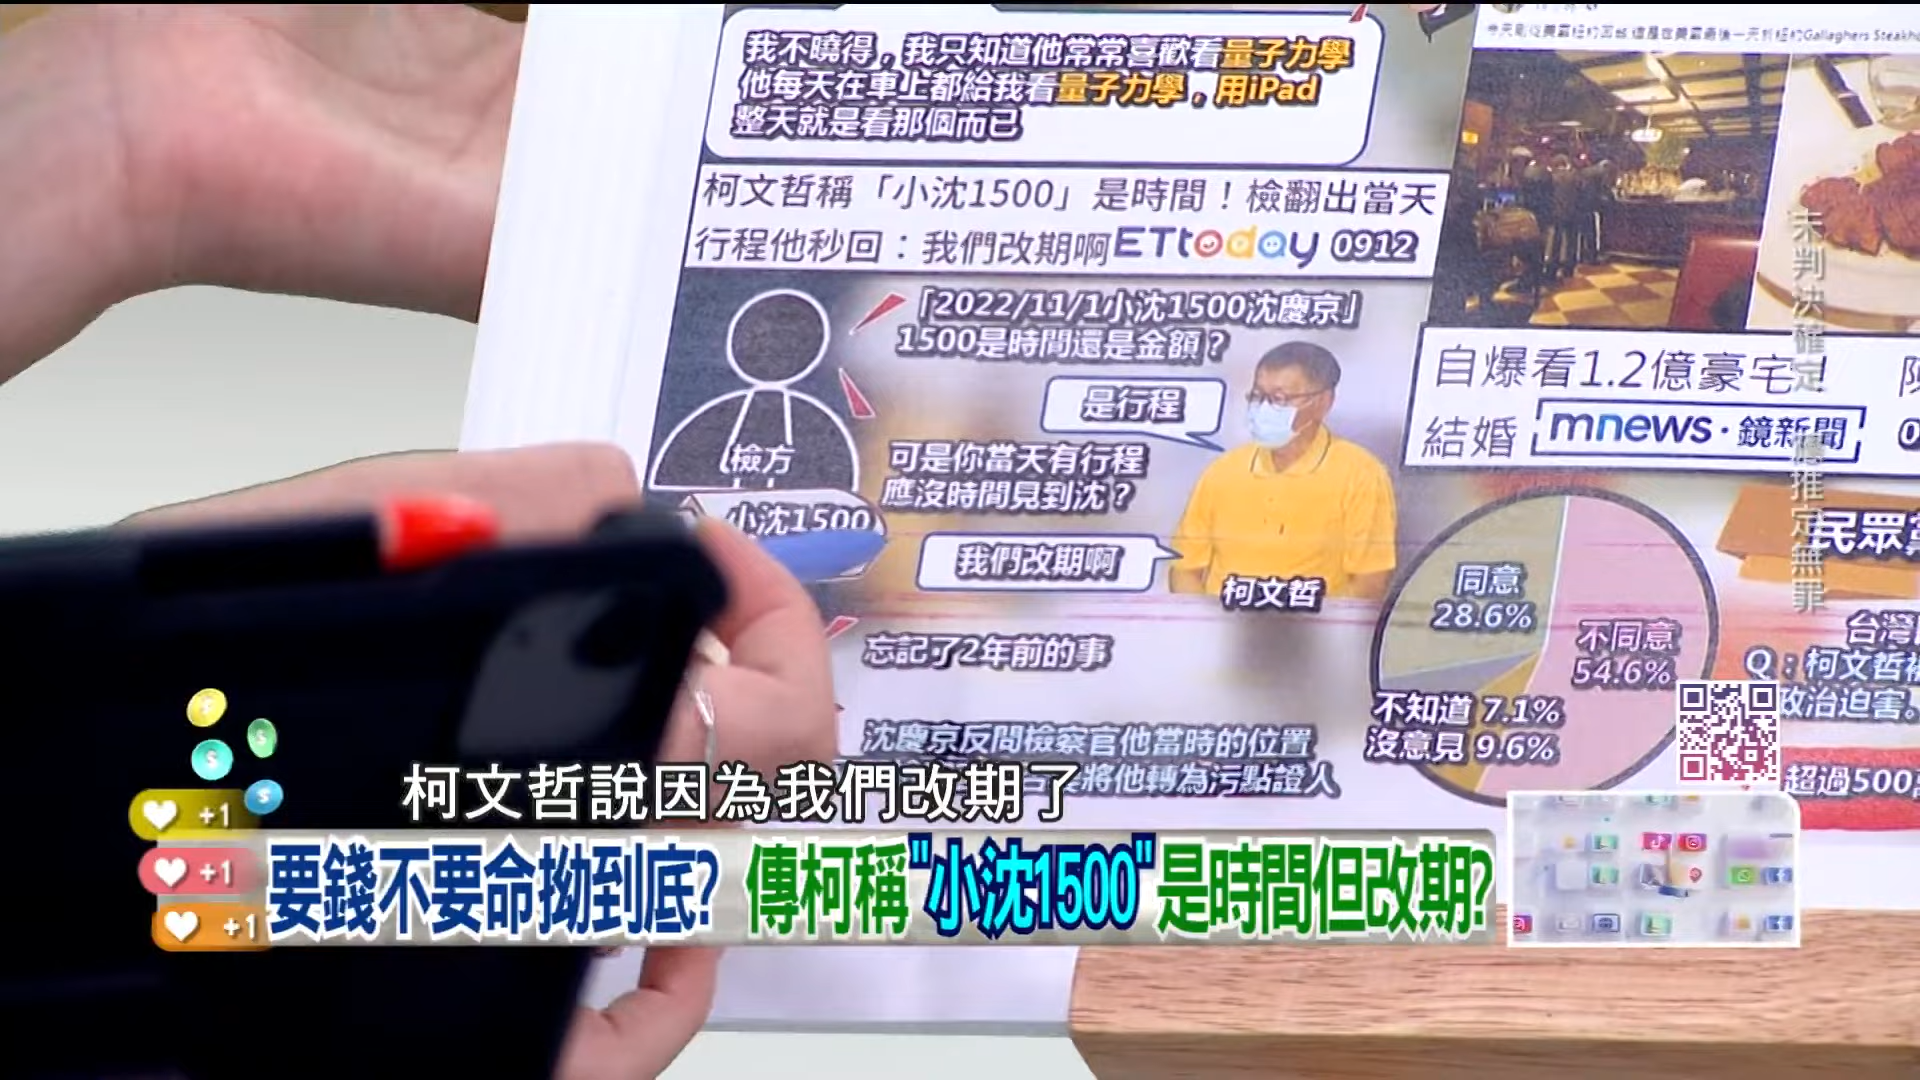 我不曉得，我只知道他常常喜歡看量子力學
他每天在車上都給我看量子力學，用iPad
整天就是看那個而已
柯文哲稱「小沈1500」是時間！檢翻出當天
行程他秒回：我們改期啊 ETtoday 0912
「2022/11/1小沈1500沈慶京」
1500是時間還是金額？
是行程
檢方
可是你當天有行程
應沒時間見到沈？
小沈1500
我們改期啊
柯文哲
忘記了2年前的事
沈慶京反問檢察官他當時的位置
將他轉為污點證人
自爆看1.2億豪宅！
結婚 mnews·鏡新聞
同意
28.6%
不同意
54.6%
不知道 7.1%
沒意見 9.6%
民眾
台灣
Q：柯文哲
政治迫害。
超過500
未判決確定 應推定無罪
柯文哲說因為我們改期了
要錢不要命拗到底? 傳柯稱"小沈1500"是時間但改期?
+1
+1
+1